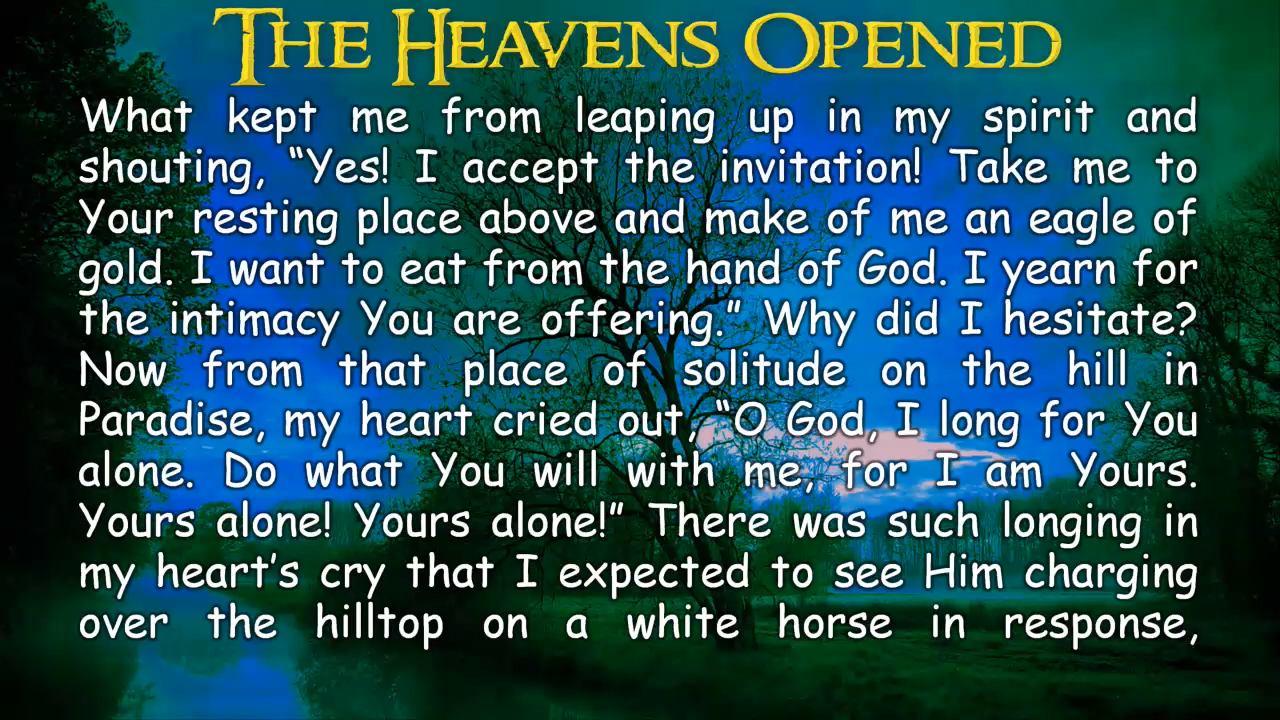 THE HEAVENS OPENED
What kept me from leaping up in my spirit and
shouting, “Yes! I accept the invitation! Take me to
Your resting place above and make of me an eagle of
gold. I want to eat from the hand of God. I yearn for
the intimacy You are offering.” Why did I hesitate?
Now from that place of solitude on the hill in
Paradise, my heart cried out, “O God, I long for You
alone. Do what You will with me, for I am Yours.
Yours alone! Yours alone!” There was such longing in
my heart’s cry that I expected to see Him charging
over the hilltop on a white horse in response,